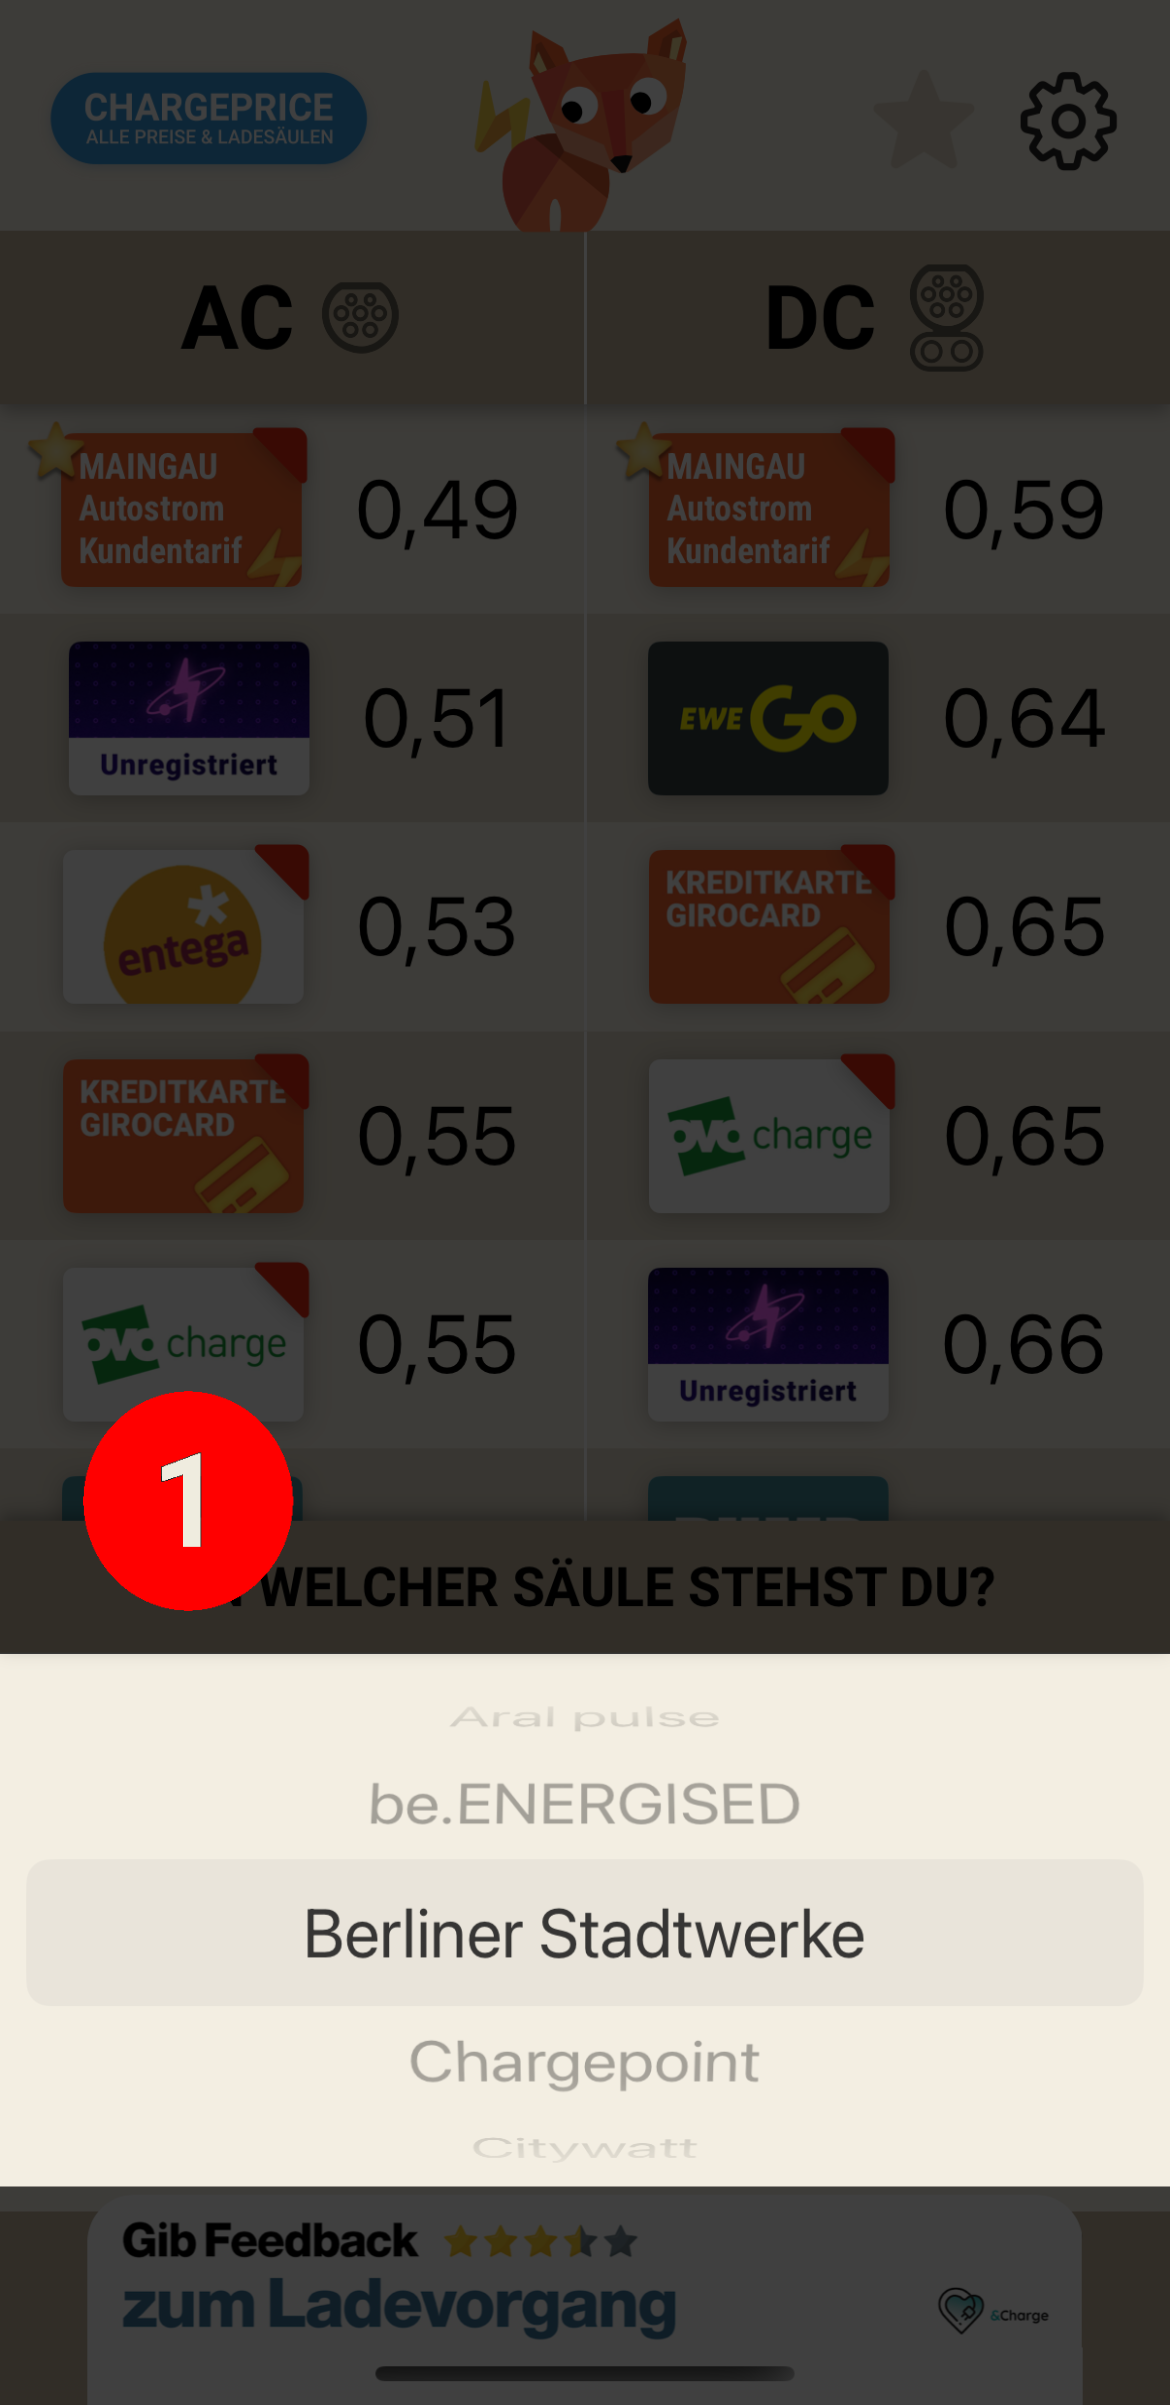 CHARGEPRICE
ALLE PREISE & LADESÄULEN
AC
DC
MAINGAU
Autostrom
Kundentarif
0,49
MAINGAU
Autostrom
Kundentarif
0,59
Unregistriert
0,51
EWE GO
0,64
entega
0,53
KREDITKARTE
GIROCARD
0,65
KREDITKARTE
GIROCARD
0,55
ovo charge
0,65
ovo charge
0,55
Unregistriert
0,66
1
WELCHER SÄULE STEHST DU?
Aral pulse
be.ENERGISED
Berliner Stadtwerke
Chargepoint
Citywatt
Gib Feedback
zum Ladevorgang
&Charge